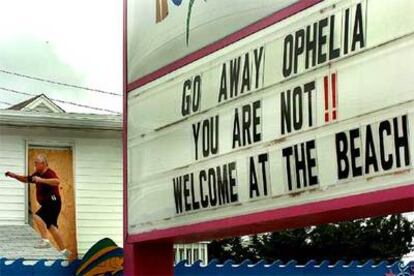 GO AWAY OPHELIA
YOU ARE NOT!!
WELCOME AT THE BEACH